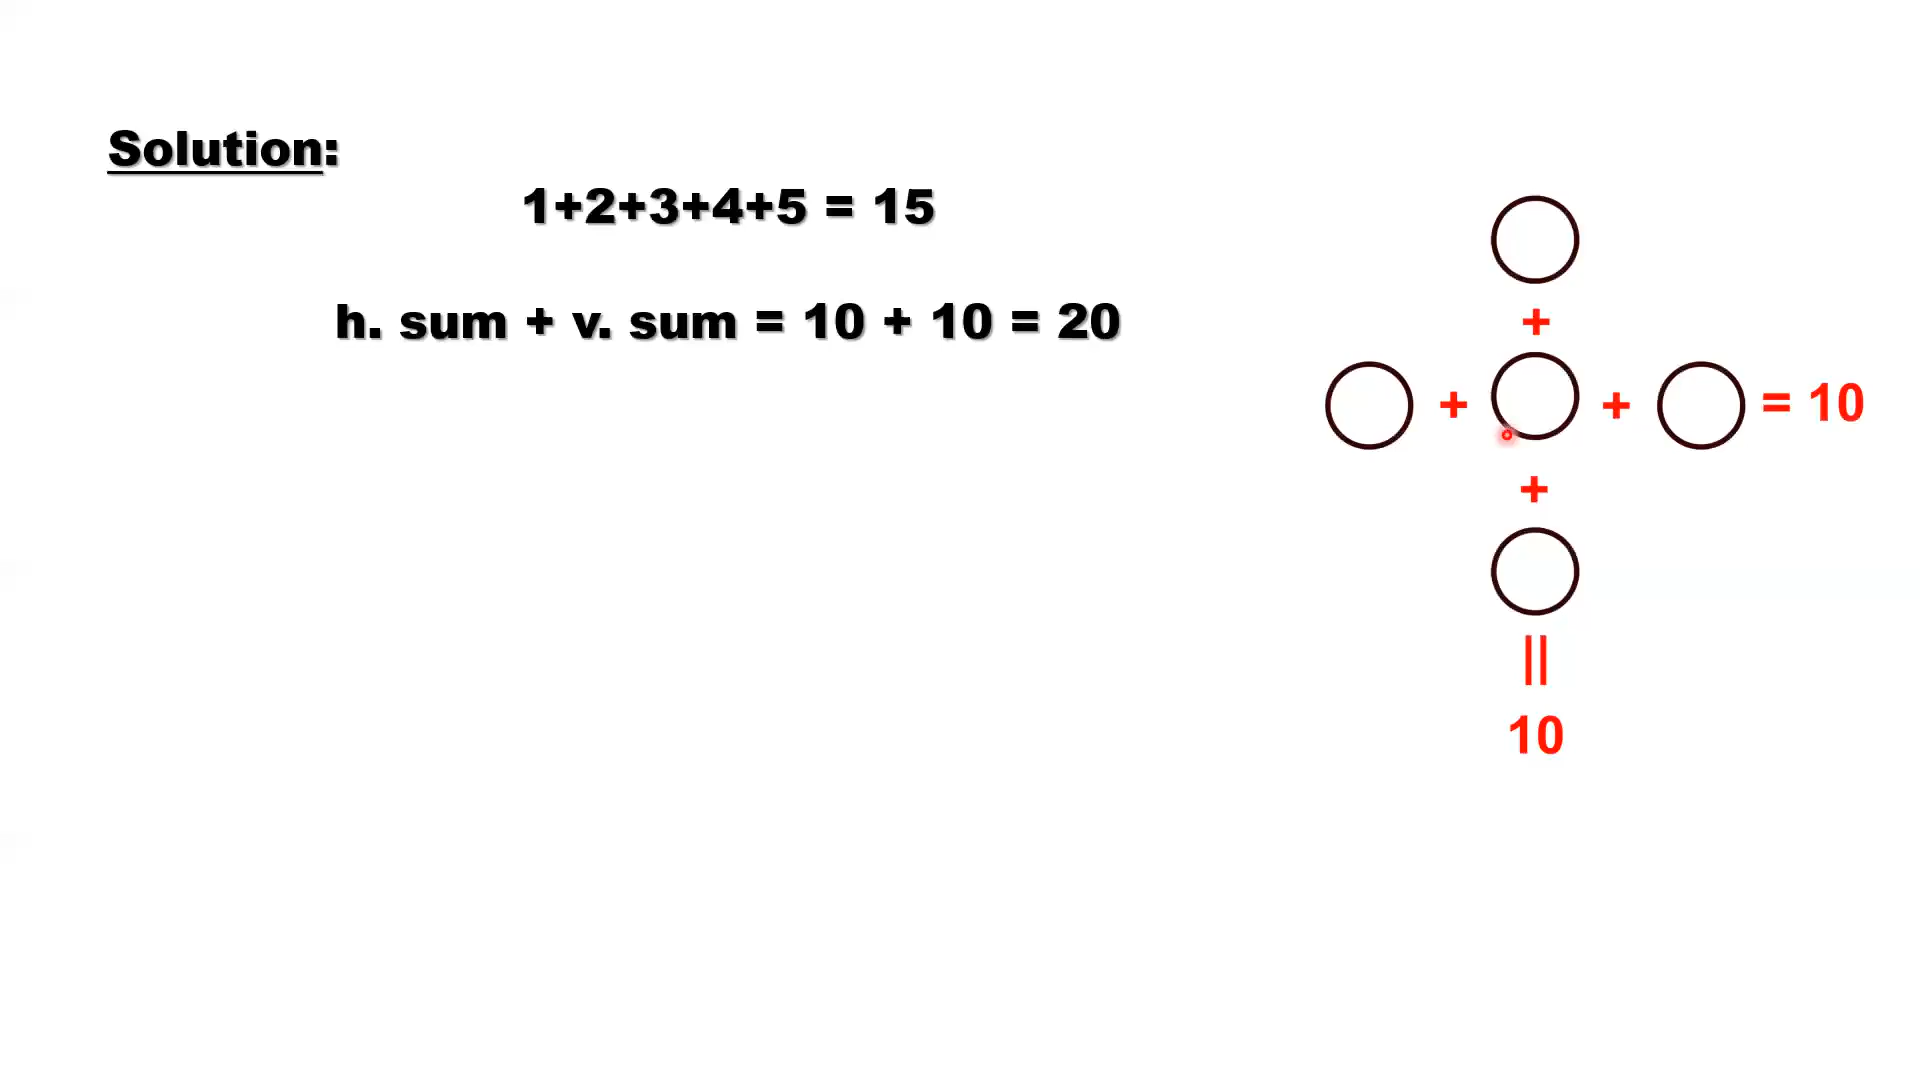 Solution:
1+2+3+4+5 = 15
h. sum + v. sum = 10 + 10 = 20
+
+ + = 10
+
||
10